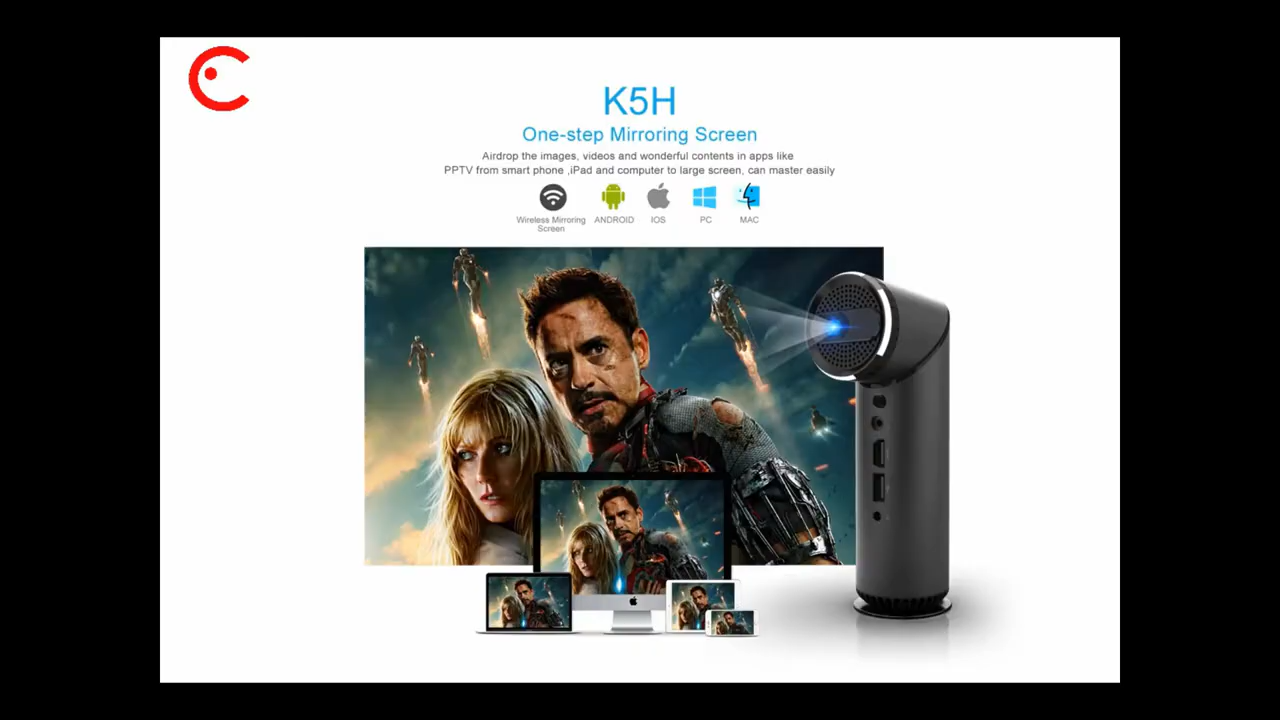 K5H
One-step Mirroring Screen
Airdrop the images, videos and wonderful contents in apps like
PPTV from smart phone ,iPad and computer to large screen, can master easily
Wireless Mirroring
Screen
ANDROID
IOS
PC
MAC